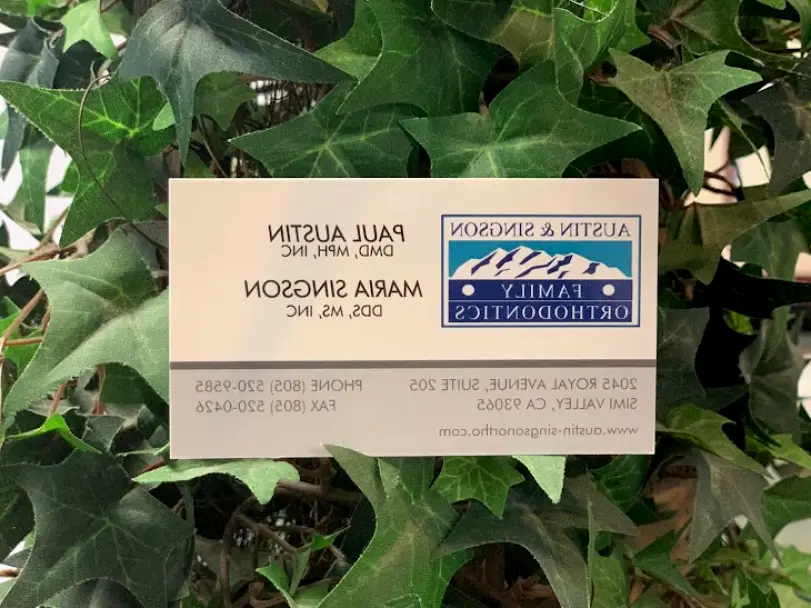 AUSTIN & SINGSON
FAMILY
ORTHODONTICS
PAUL AUSTIN
DMD, MPH, INC
MARIA SINGSON
DDS, MS, INC
2045 ROYAL AVENUE, SUITE 205
SIMI VALLEY, CA 93065
www.austin-singsonortho.com
PHONE (805) 520-9585
FAX (805) 520-0426